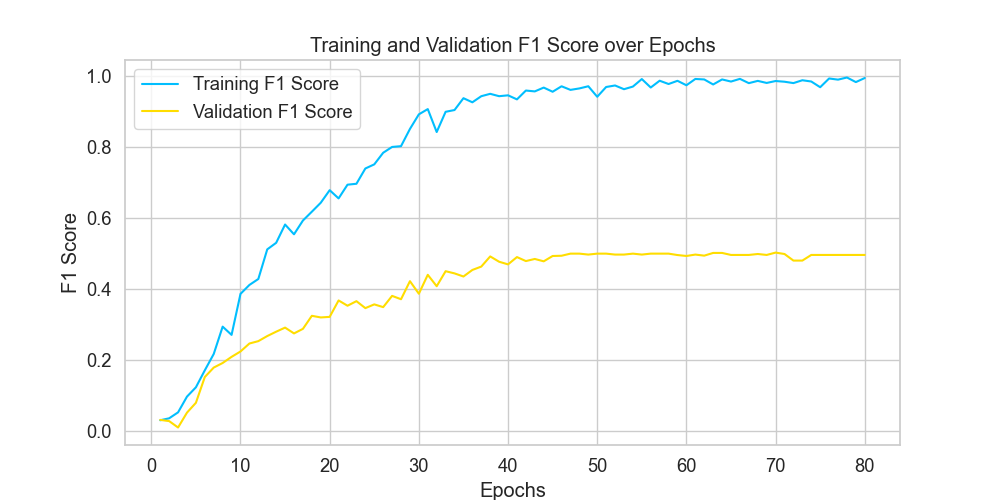 Training and Validation F1 Score over Epochs
Training F1 Score
Validation F1 Score
1.0
0.8
0.6
0.4
0.2
0.0
F1 Score
0 10 20 30 40 50 60 70 80
Epochs